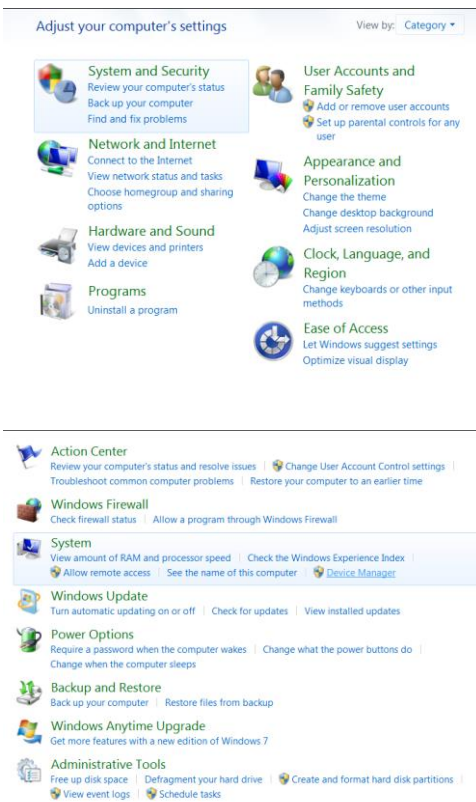 Adjust your computer's settings
View by: Category
System and Security
Review your computer's status
Back up your computer
Find and fix problems
Network and Internet
Connect to the Internet
View network status and tasks
Choose homegroup and sharing
options
Hardware and Sound
View devices and printers
Add a device
Programs
Uninstall a program
User Accounts and
Family Safety
Add or remove user accounts
Set up parental controls for any
user
Appearance and
Personalization
Change the theme
Change desktop background
Adjust screen resolution
Clock, Language, and
Region
Change keyboards or other input
methods
Ease of Access
Let Windows suggest settings
Optimize visual display
Action Center
Review your computer's status and resolve issues | Change User Account Control settings |
Troubleshoot common computer problems | Restore your computer to an earlier time
Windows Firewall
Check firewall status | Allow a program through Windows Firewall
System
View amount of RAM and processor speed | Check the Windows Experience Index |
Allow remote access | See the name of this computer | Device Manager
Windows Update
Turn automatic updating on or off | Check for updates | View installed updates
Power Options
Require a password when the computer wakes | Change what the power buttons do |
Change when the computer sleeps
Backup and Restore
Back up your computer | Restore files from backup
Windows Anytime Upgrade
Get more features with a new edition of Windows 7
Administrative Tools
Free up disk space | Defragment your hard drive | Create and format hard disk partitions |
View event logs | Schedule tasks